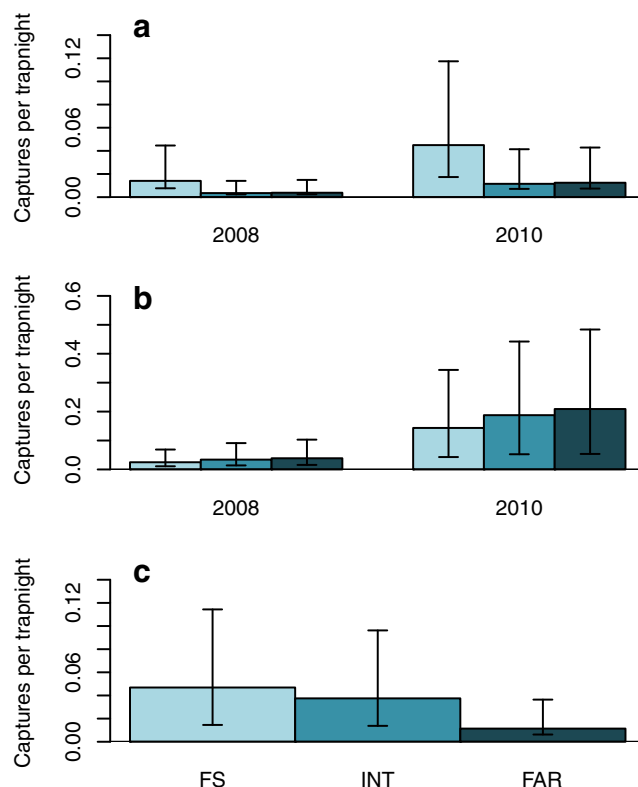 a
Captures per trapnight
0.00
0.06
0.12
2008
2010
b
Captures per trapnight
0.0
0.2
0.4
0.6
2008
2010
c
Captures per trapnight
0.00
0.06
0.12
FS
INT
FAR